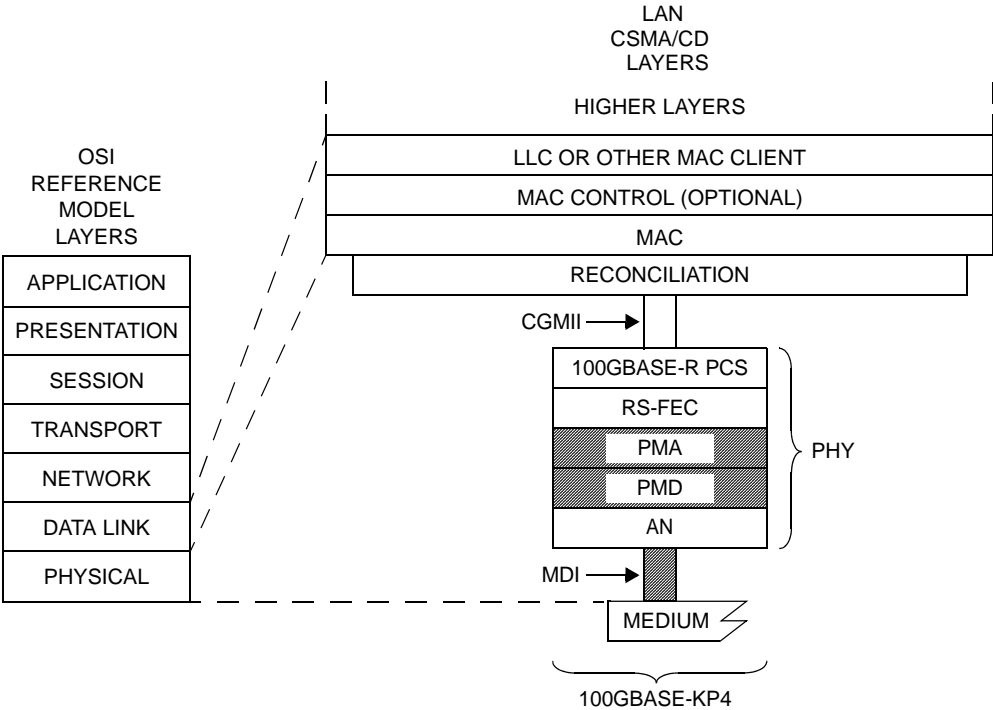 LAN
CSMA/CD
LAYERS
HIGHER LAYERS
LLC OR OTHER MAC CLIENT
MAC CONTROL (OPTIONAL)
MAC
RECONCILIATION
OSI
REFERENCE
MODEL
LAYERS
APPLICATION
PRESENTATION
SESSION
TRANSPORT
NETWORK
DATA LINK
PHYSICAL
CGMII
100GBASE-R PCS
RS-FEC
PMA
PMD
AN
PHY
MDI
MEDIUM
100GBASE-KP4